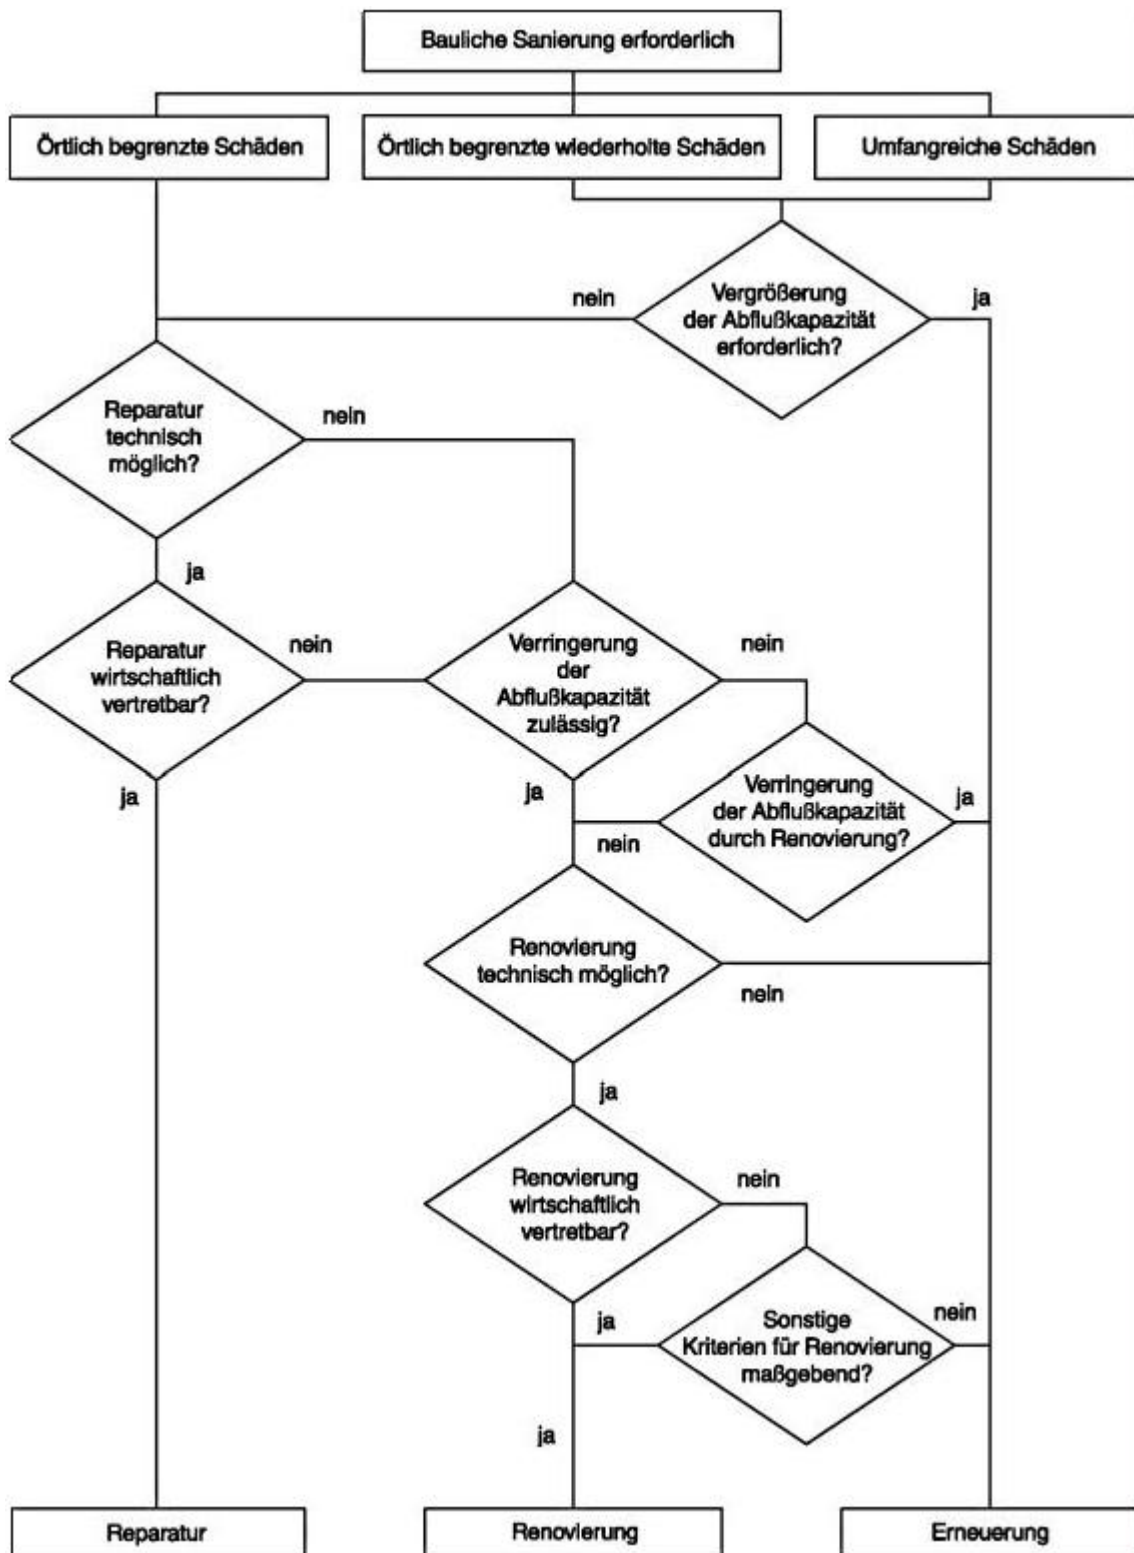 Bauliche Sanierung erforderlich
Örtlich begrenzte Schäden
Örtlich begrenzte wiederholte Schäden
Umfangreiche Schäden
nein
Vergrößerung
der Abflußkapazität
erforderlich?
ja
Reparatur
technisch
möglich?
nein
ja
Reparatur
wirtschaftlich
vertretbar?
nein
Verringerung
der
Abflußkapazität
zulässig?
nein
ja
ja
Verringerung
der Abflußkapazität
durch Renovierung?
ja
nein
Renovierung
technisch möglich?
nein
ja
Renovierung
wirtschaftlich
vertretbar?
nein
ja
Sonstige
Kriterien für Renovierung
maßgebend?
nein
ja
Reparatur
Renovierung
Erneuerung